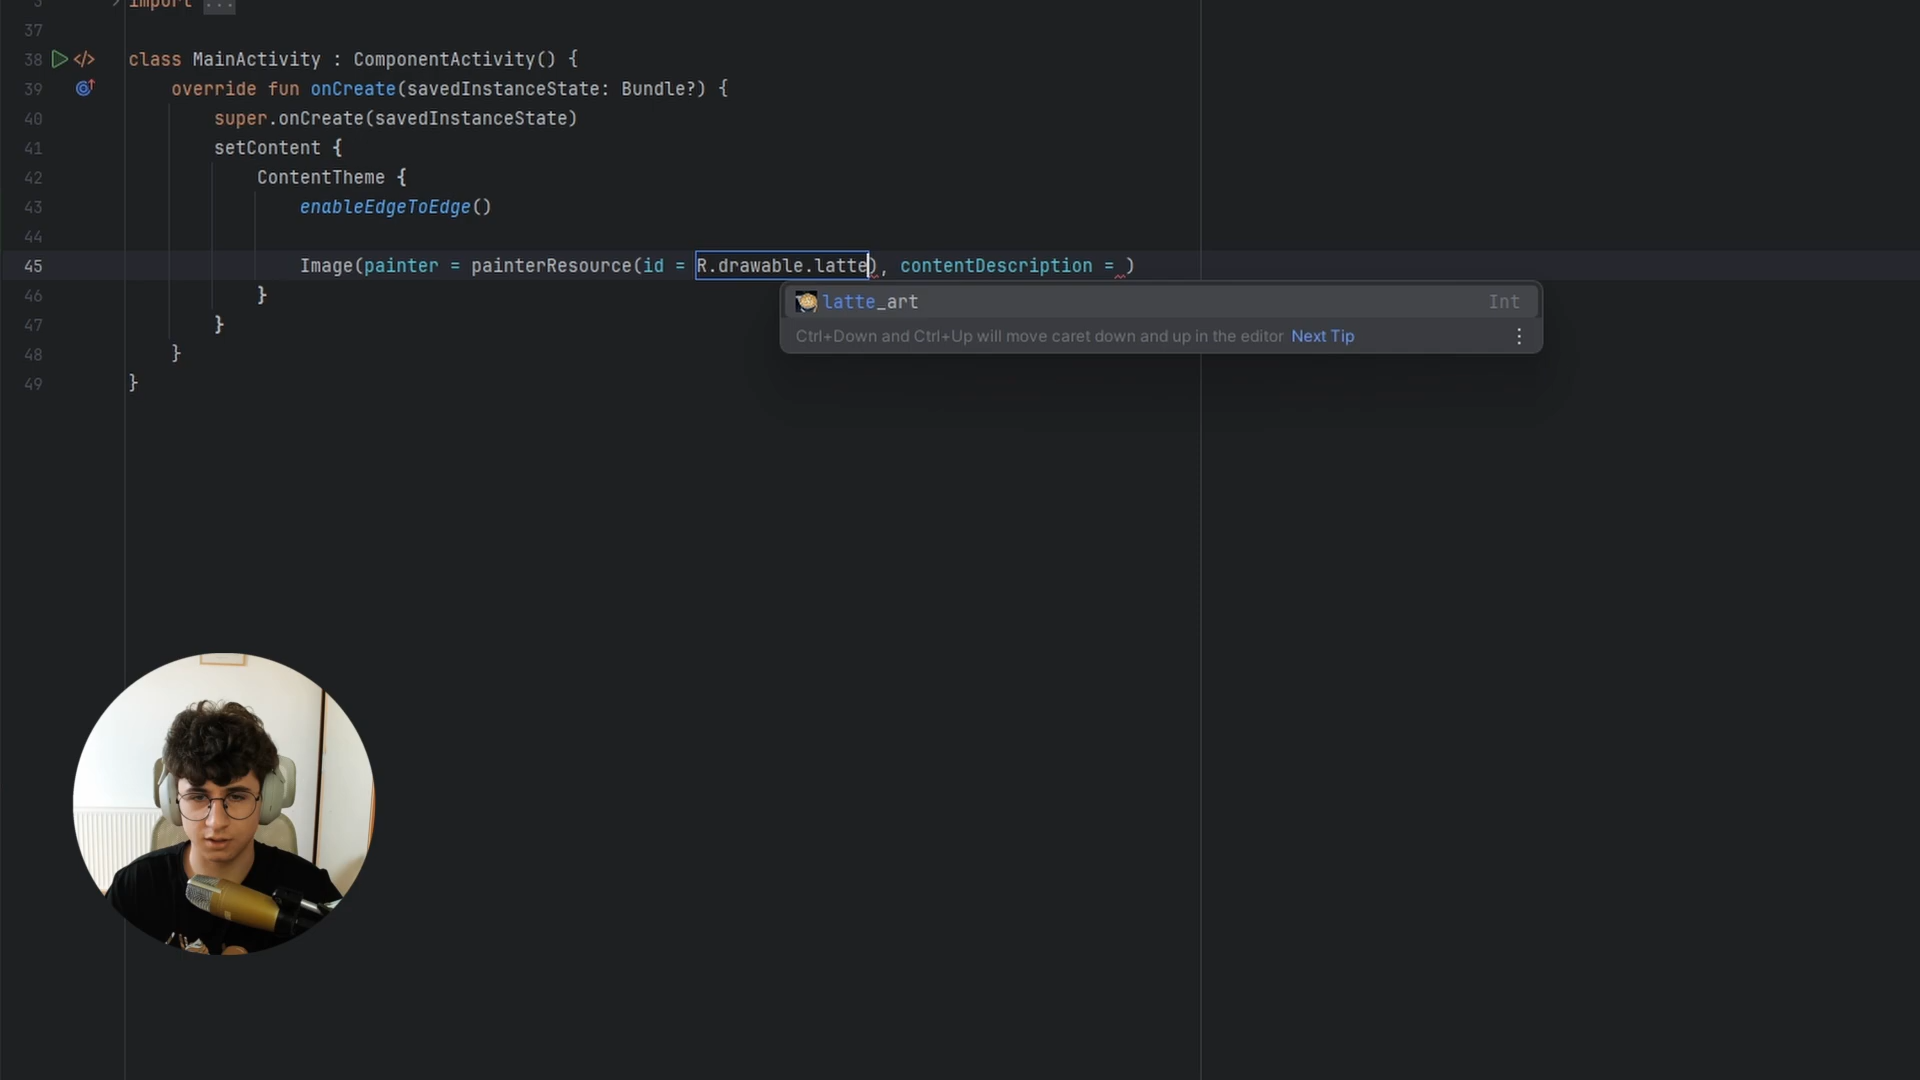 3 import ...
37
38 class MainActivity : ComponentActivity() {
39 override fun onCreate(savedInstanceState: Bundle?) {
40 super.onCreate(savedInstanceState)
41 setContent {
42 ContentTheme {
43 enableEdgeToEdge()
44
45 Image(painter = painterResource(id = R.drawable.latte), contentDescription = )
46 }
latte_art Int
47 }
Ctrl+Down and Ctrl+Up will move caret down and up in the editor Next Tip
48 }
49 }